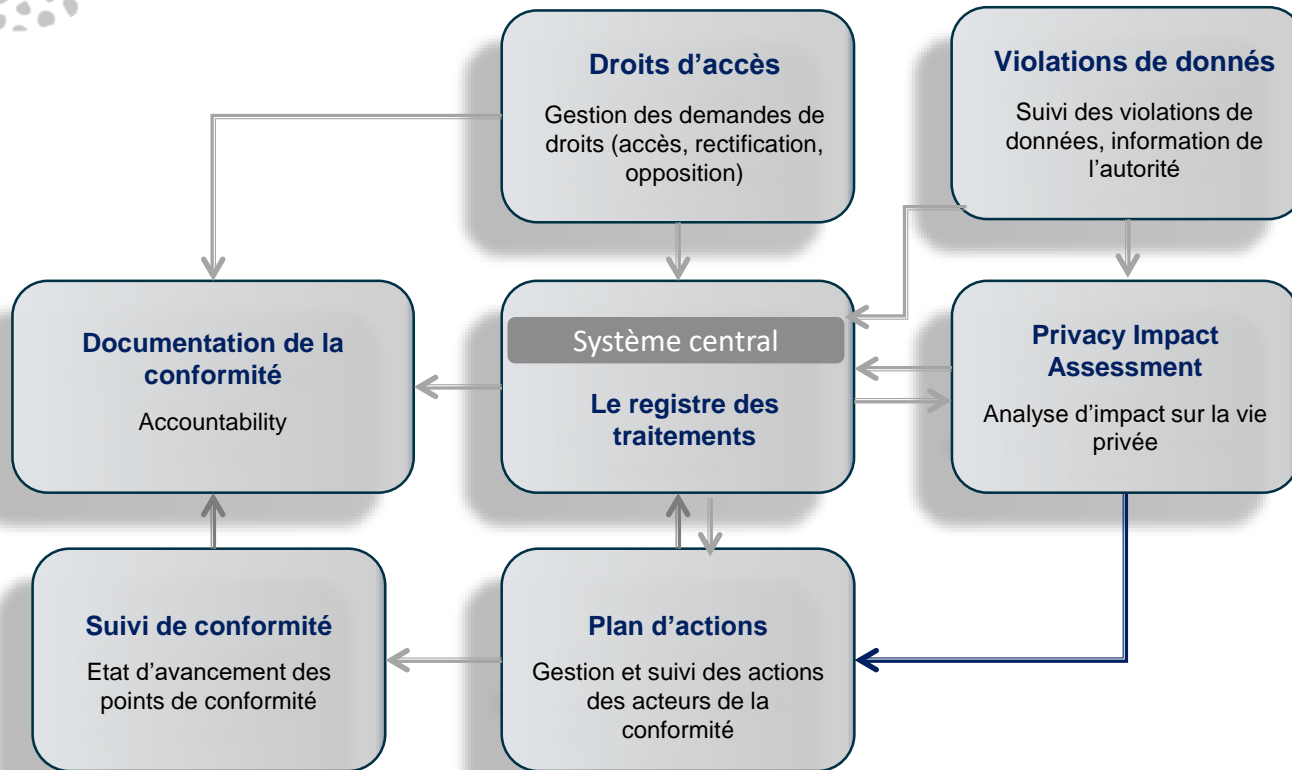 Droits d'accès
Gestion des demandes de
droits (accès, rectification,
opposition)
Violations de donnés
Suivi des violations de
données, information de
l'autorité
Documentation de la
conformité
Accountability
Système central
Le registre des
traitements
Privacy Impact
Assessment
Analyse d'impact sur la vie
privée
Suivi de conformité
Etat d'avancement des
points de conformité
Plan d'actions
Gestion et suivi des actions
des acteurs de la
conformité